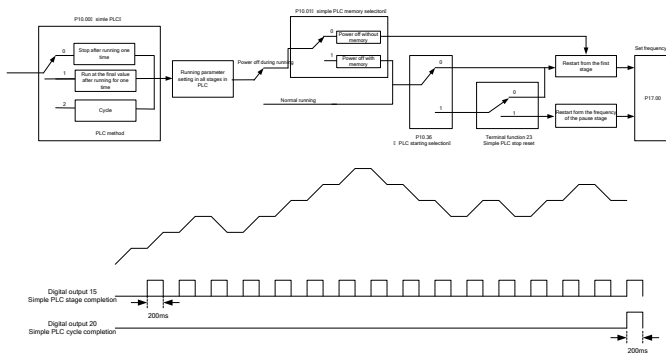 P10.00( simle PLC)
0
Stop after running one
time
1
Run at the final value
after running for one
time
2
Cycle
PLC method
Running parameter
setting in all stages in
PLC
Power off during running
Normal running
P10.01( simple PLC memory selection)
0
Power off without
memory
1
Power off with
memory
0
1
P10.36
( PLC starting selection)
0
1
Terminal function 23
Simple PLC stop reset
Restart from the first
stage
Restart form the frequency
of the pause stage
Set frequency
P17.00
Digital output 15
Simple PLC stage completion
200ms
Digital output 20
Simple PLC cycle completion
200ms